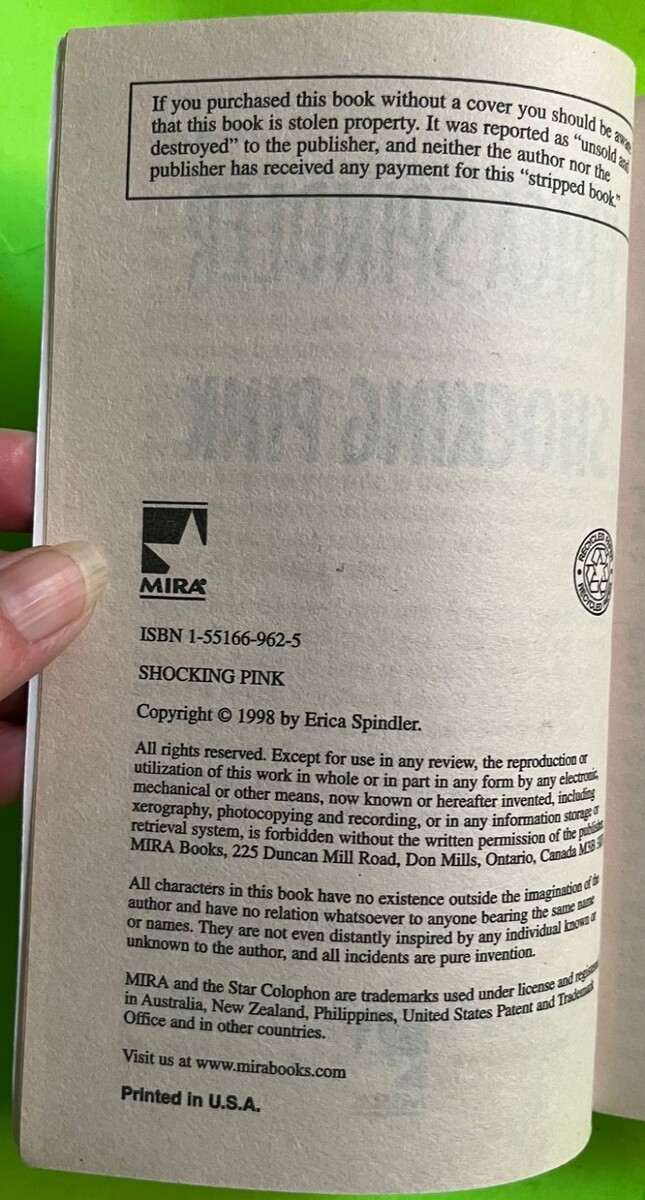 If you purchased this book without a cover you should be aware
that this book is stolen property. It was reported as "unsold and
destroyed" to the publisher, and neither the author nor the
publisher has received any payment for this "stripped book."
MIRA
ISBN 1-55166-962-5
SHOCKING PINK
Copyright © 1998 by Erica Spindler.
All rights reserved. Except for use in any review, the reproduction or
utilization of this work in whole or in part in any form by any electronic,
mechanical or other means, now known or hereafter invented, including
xerography, photocopying and recording, or in any information storage or
retrieval system, is forbidden without the written permission of the publisher,
MIRA Books, 225 Duncan Mill Road, Don Mills, Ontario, Canada M3B
All characters in this book have no existence outside the imagination of the
author and have no relation whatsoever to anyone bearing the same name
or names. They are not even distantly inspired by any individual known or
unknown to the author, and all incidents are pure invention.
MIRA and the Star Colophon are trademarks used under license and
in Australia, New Zealand, Philippines, United States Patent and Trademark
Office and in other countries.
Visit us at www.mirabooks.com
Printed in U.S.A.